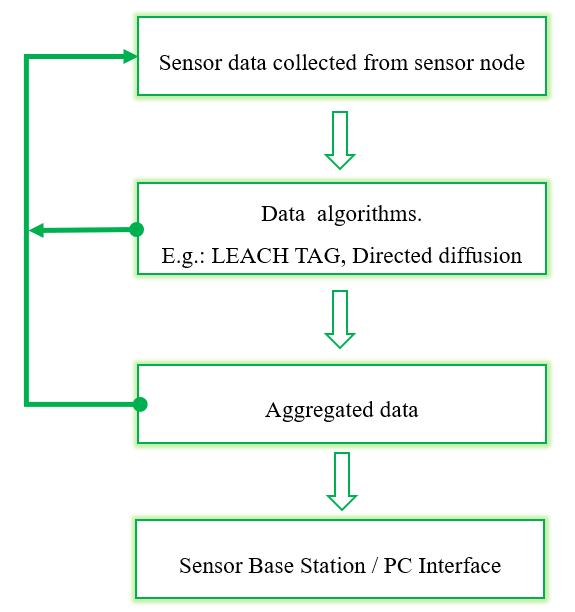 Sensor data collected from sensor node
Data algorithms.
E.g.: LEACH TAG, Directed diffusion
Aggregated data
Sensor Base Station / PC Interface